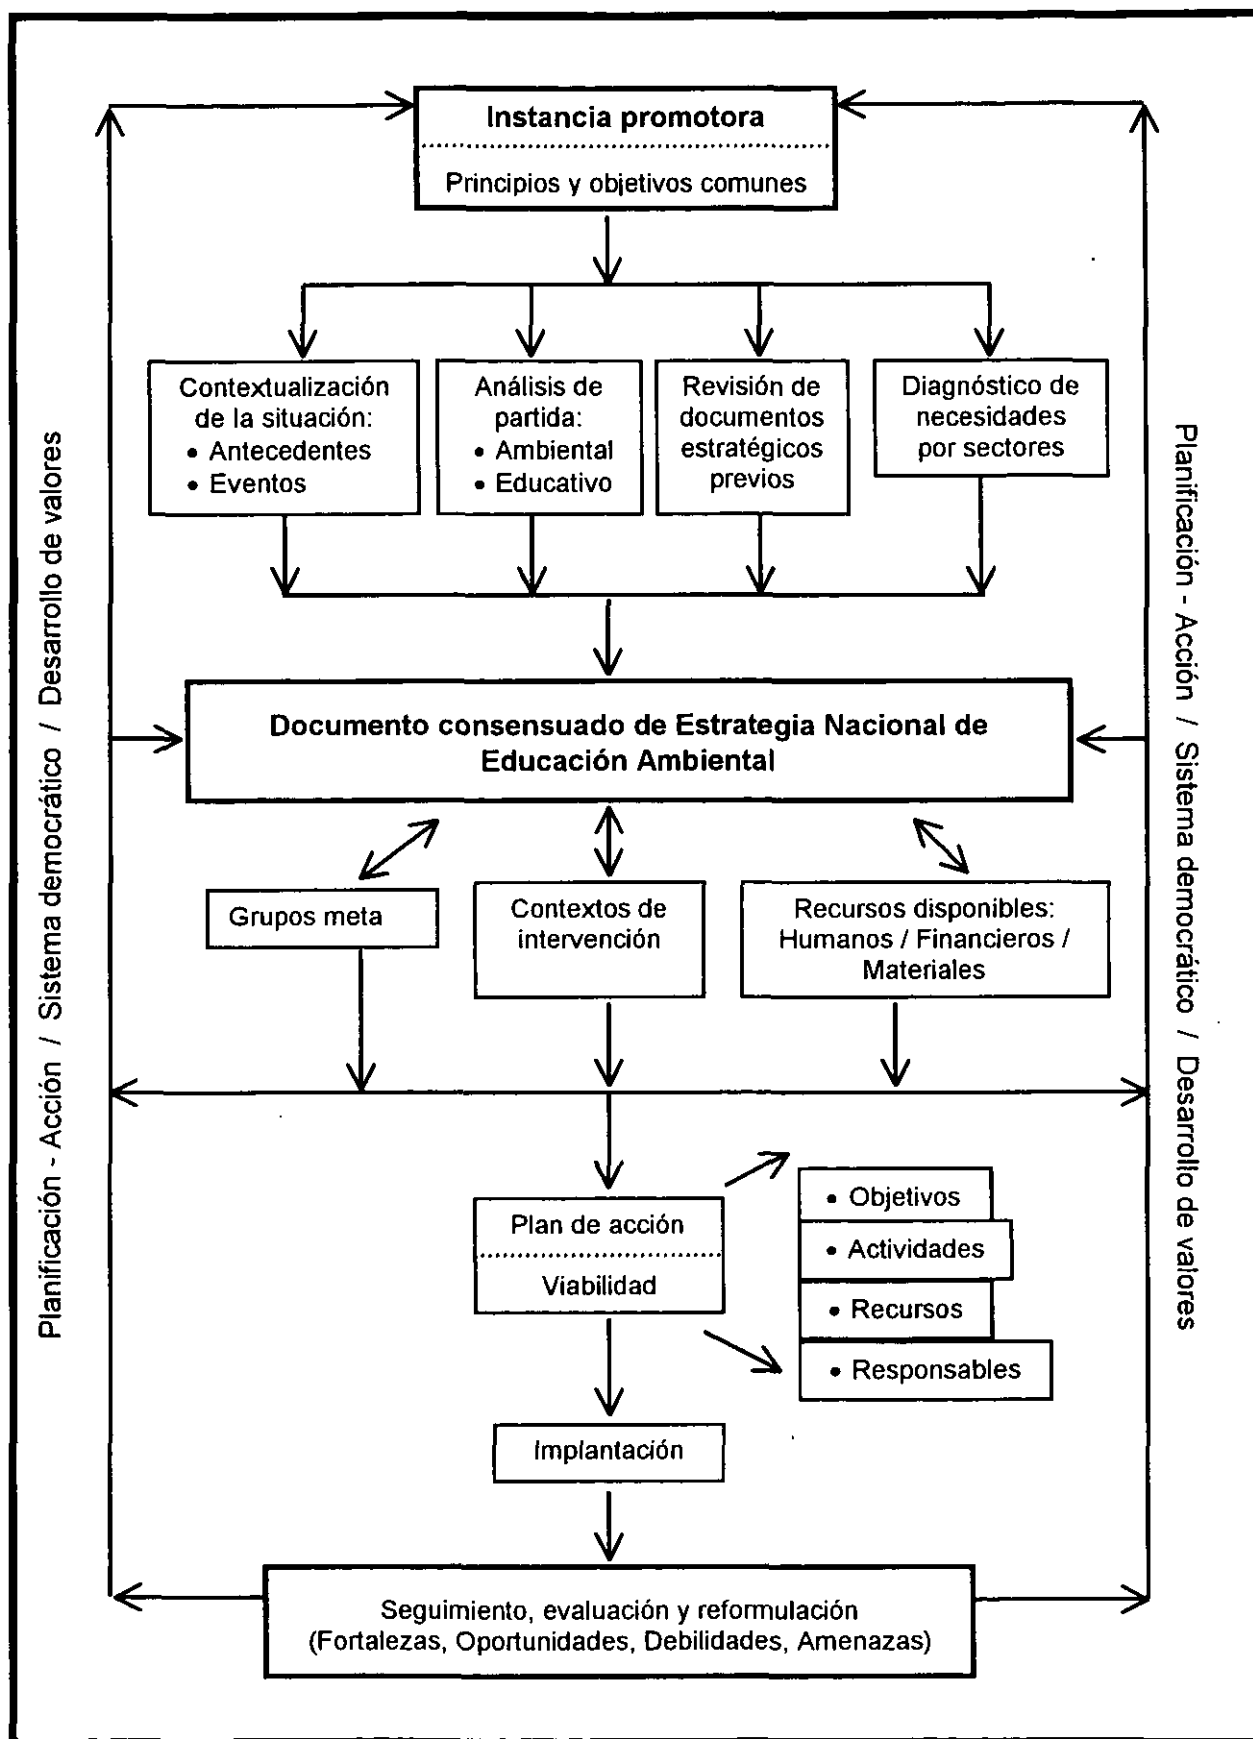 Instancia promotora
Principios y objetivos comunes
Contextualización
de la situación:
• Antecedentes
• Eventos
Análisis de
partida:
• Ambiental
• Educativo
Revisión de
documentos
estratégicos
previos
Diagnóstico de
necesidades
por sectores
Planificación - Acción / Sistema democrático / Desarrollo de valores
Planificación - Acción / Sistema democrático / Desarrollo de valores
Documento consensuado de Estrategia Nacional de
Educación Ambiental
Grupos meta
Contextos de
intervención
Recursos disponibles:
Humanos / Financieros /
Materiales
Plan de acción
Viabilidad
• Objetivos
• Actividades
• Recursos
• Responsables
Implantación
Seguimiento, evaluación y reformulación
(Fortalezas, Oportunidades, Debilidades, Amenazas)